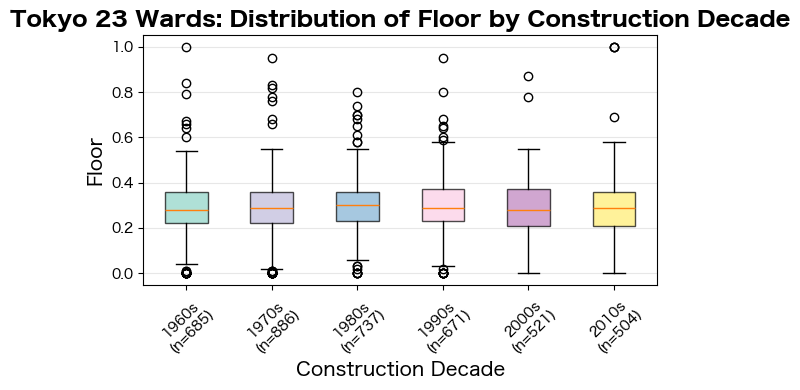 Tokyo 23 Wards: Distribution of Floor by Construction Decade
Floor
1.0
0.8
0.6
0.4
0.2
0.0
1960s
(n=685)
1970s
(n=886)
1980s
(n=737)
1990s
(n=671)
2000s
(n=521)
2010s
(n=504)
Construction Decade